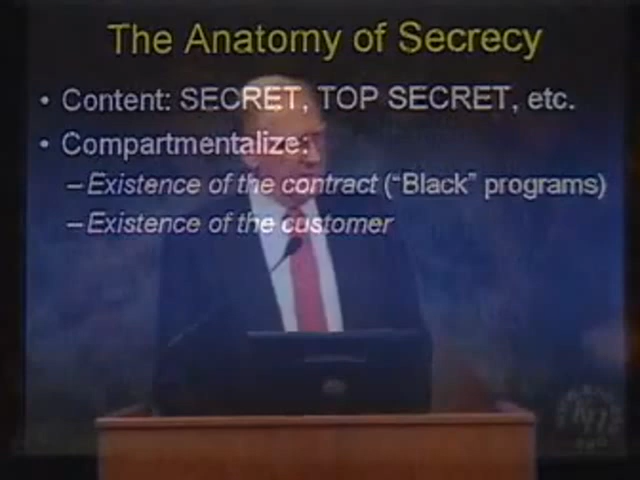 The Anatomy of Secrecy
• Content: SECRET, TOP SECRET, etc.
• Compartmentalize:
–Existence of the contract ("Black" programs)
–Existence of the customer